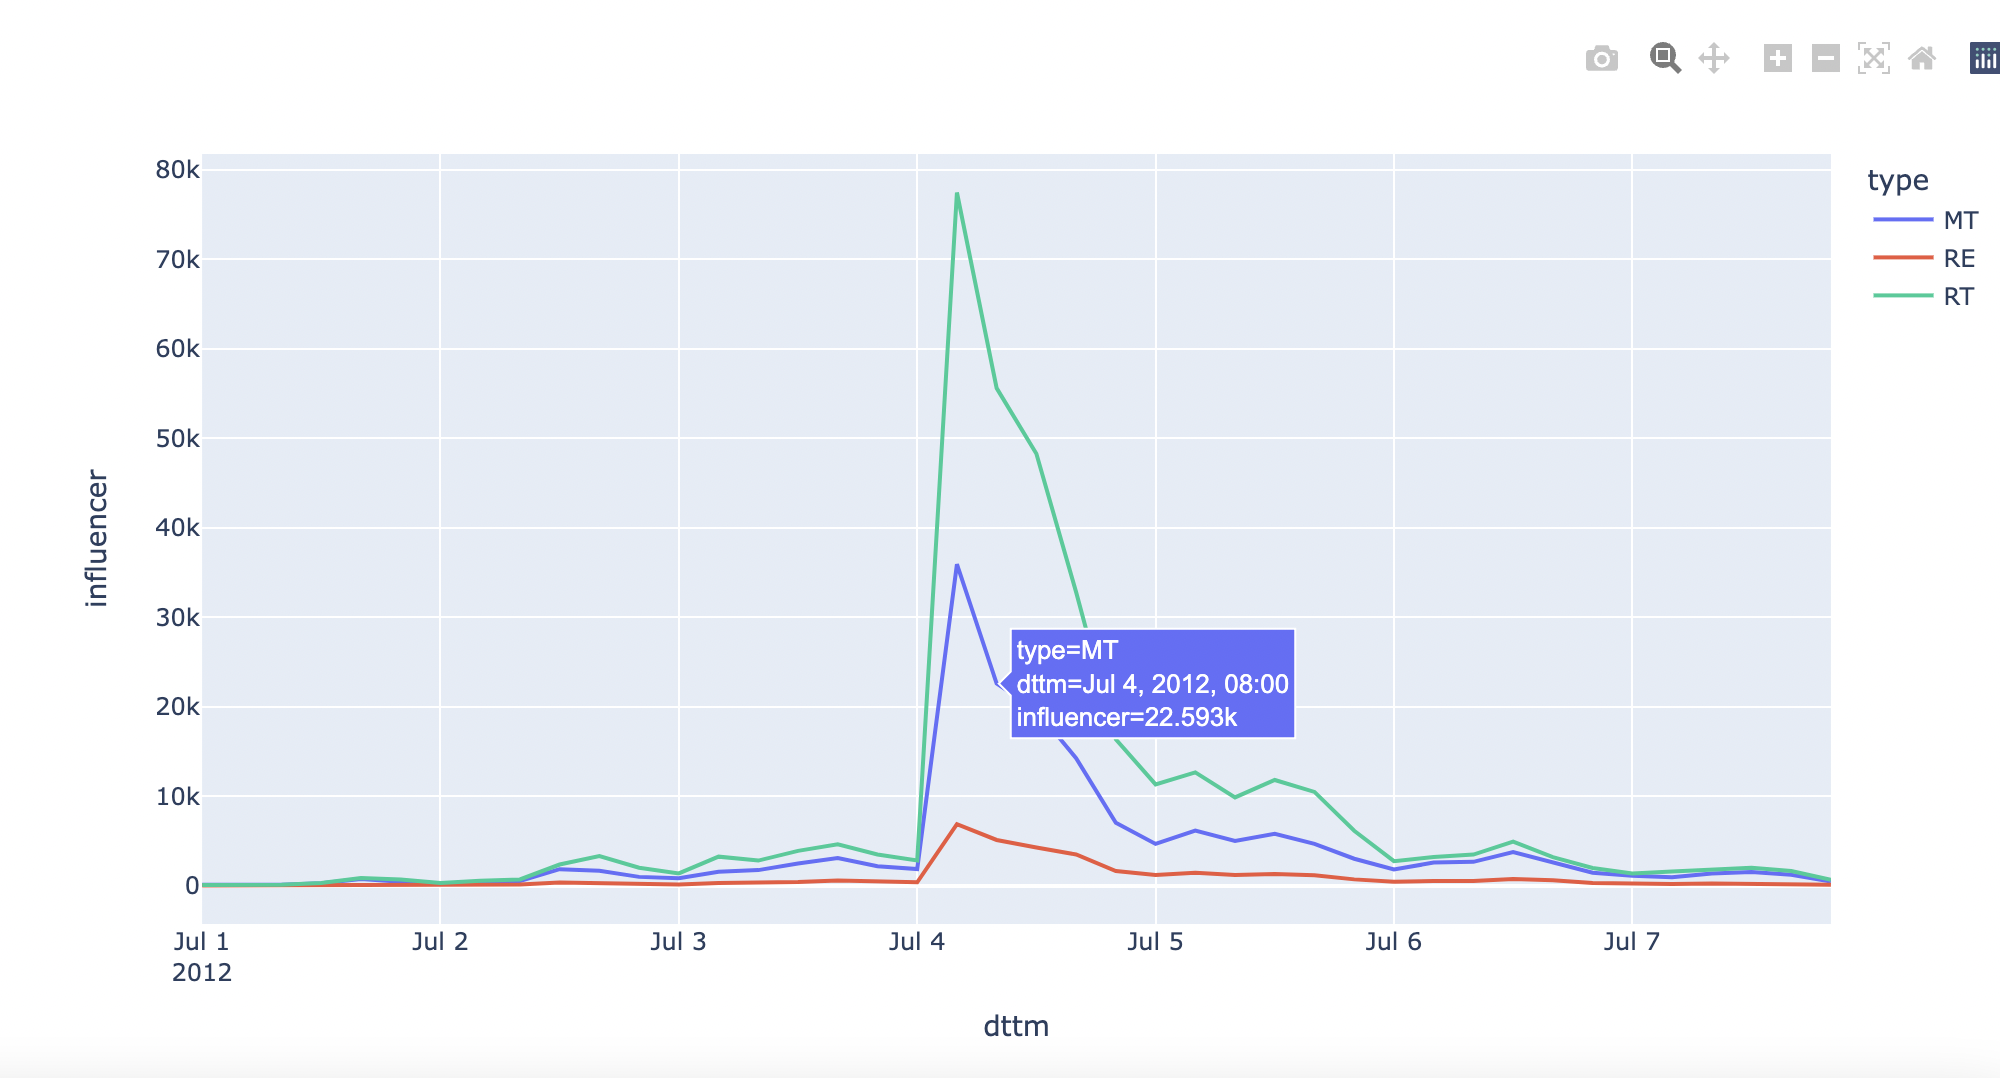 80k
70k
60k
50k
40k
30k
20k
10k
0
influencer
type
MT
RE
RT
type=MT
dttm=Jul 4, 2012, 08:00
influencer=22.593k
Jul 1 Jul 2 Jul 3 Jul 4 Jul 5 Jul 6 Jul 7
2012
dttm